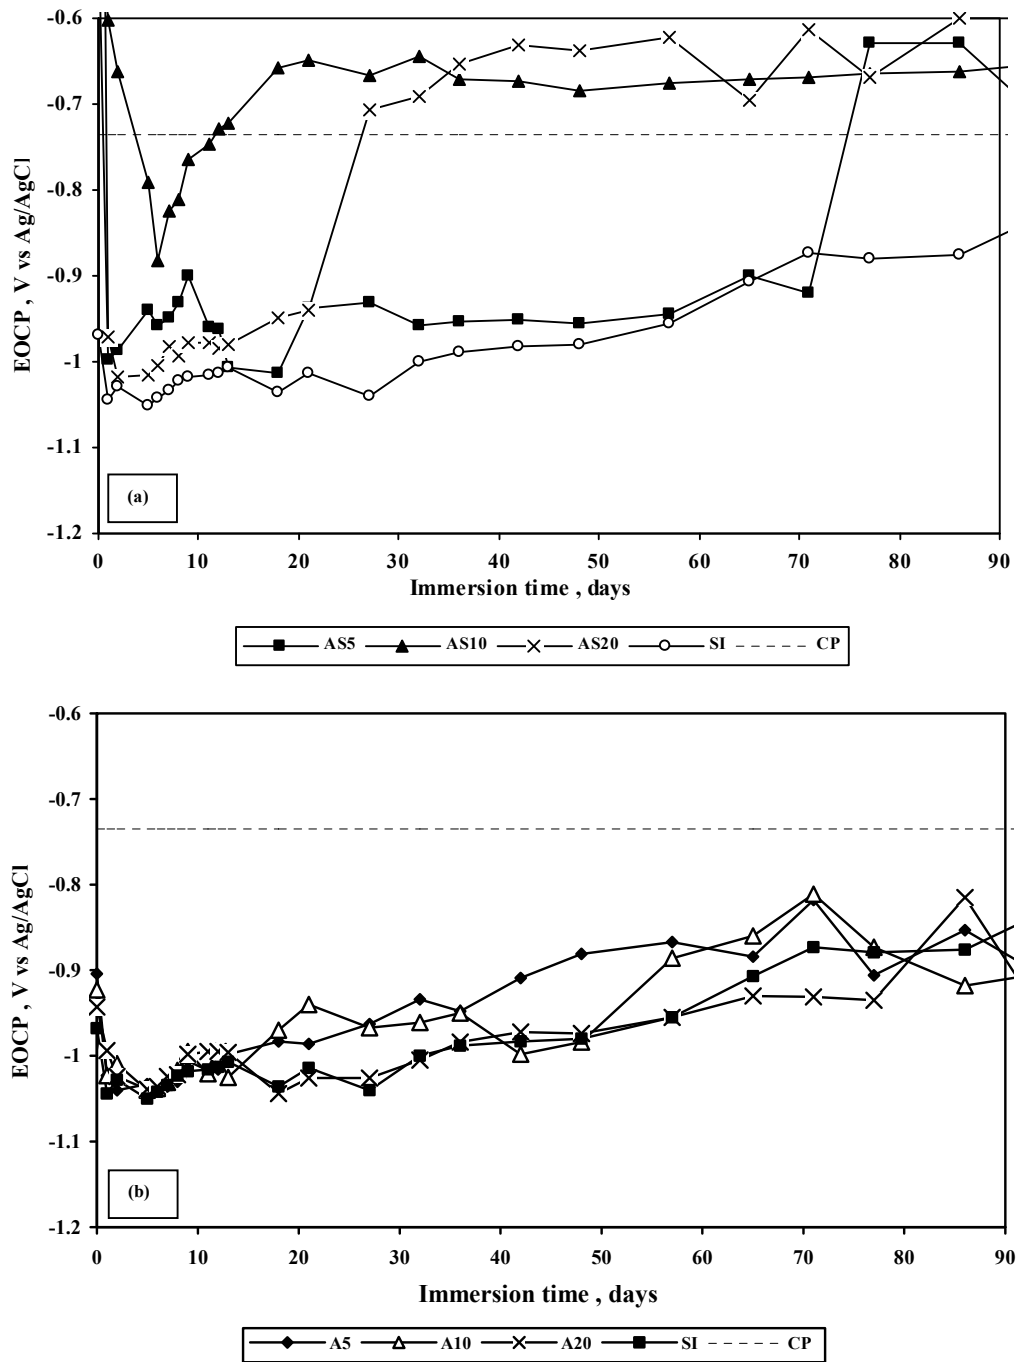 -0.6
-0.7
-0.8
-0.9
-1
-1.1
-1.2
EOCP , V vs Ag/AgCl
(a)
0 10 20 30 40 50 60 70 80 90
Immersion time , days
AS5 AS10 AS20 SI CP
-0.6
-0.7
-0.8
-0.9
-1
-1.1
-1.2
EOCP , V vs Ag/AgCl
(b)
0 10 20 30 40 50 60 70 80 90
Immersion time , days
A5 A10 A20 SI CP